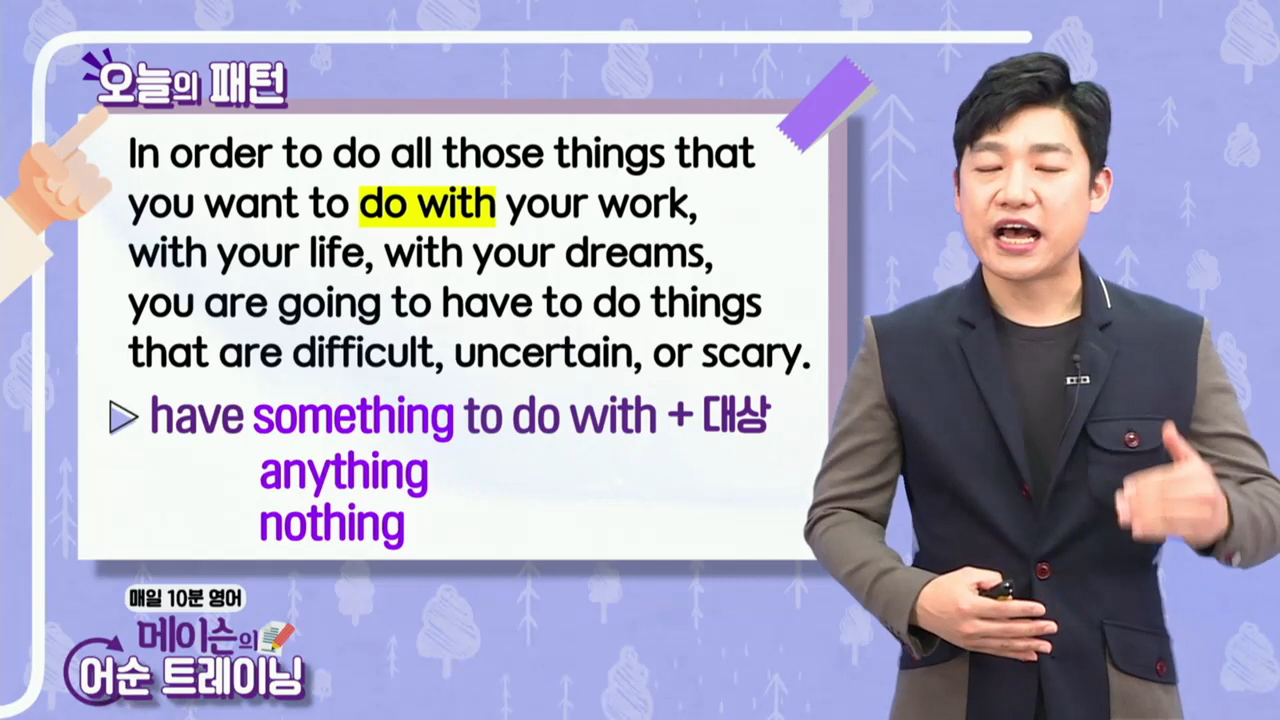 오늘의 패턴
In order to do all those things that
you want to do with your work,
with your life, with your dreams,
you are going to have to do things
that are difficult, uncertain, or scary.
have something to do with + 대상
anything
nothing
매일 10분 영어
메이슨의
어순 트레이닝